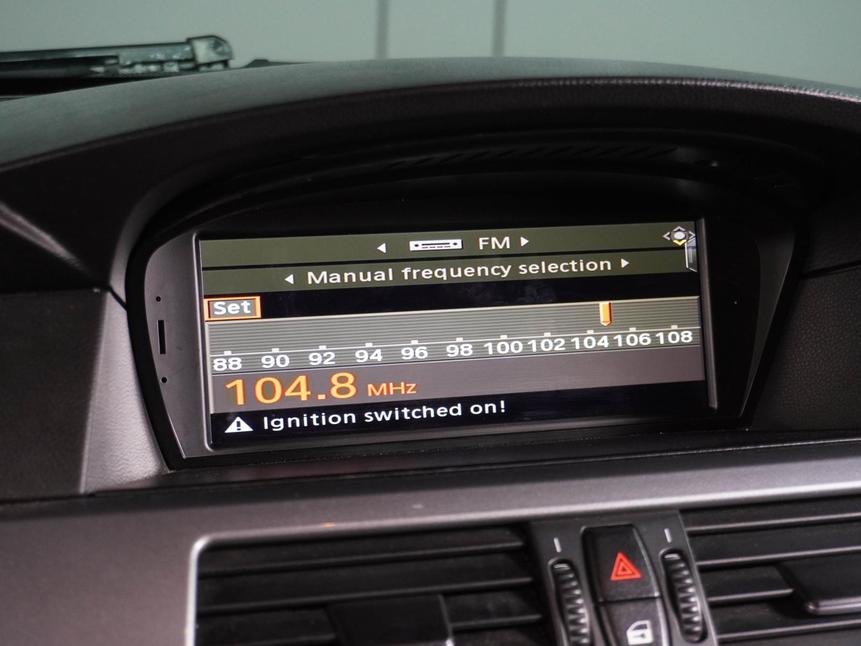 FM
Manual frequency selection
Set
88 90 92 94 96 98 100 102 104 106 108
104.8 MHz
Ignition switched on!